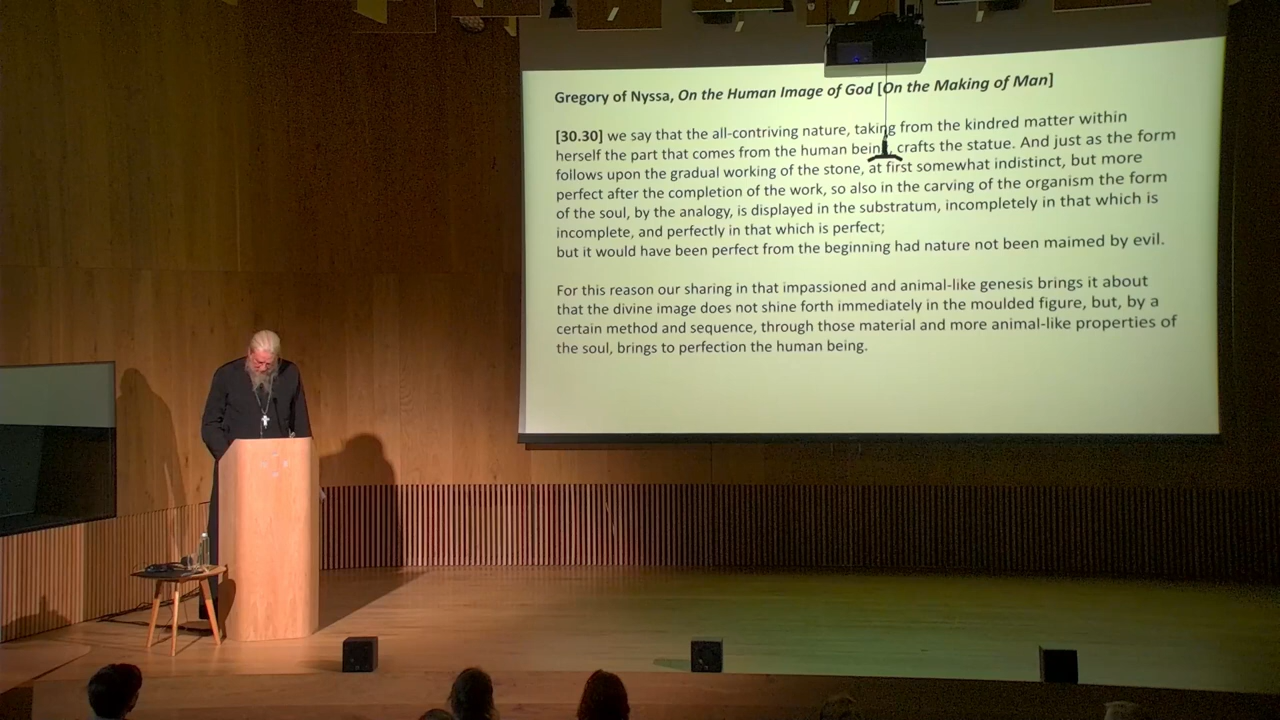 Gregory of Nyssa, On the Human Image of God [On the Making of Man]
[30.30] we say that the all-contriving nature, taking from the kindred matter within
herself the part that comes from the human being, crafts the statue. And just as the form
follows upon the gradual working of the stone, at first somewhat indistinct, but more
perfect after the completion of the work, so also in the carving of the organism the form
of the soul, by the analogy, is displayed in the substratum, incompletely in that which is
incomplete, and perfectly in that which is perfect;
but it would have been perfect from the beginning had nature not been maimed by evil.
For this reason our sharing in that impassioned and animal-like genesis brings it about
that the divine image does not shine forth immediately in the moulded figure, but, by a
certain method and sequence, through those material and more animal-like properties of
the soul, brings to perfection the human being.